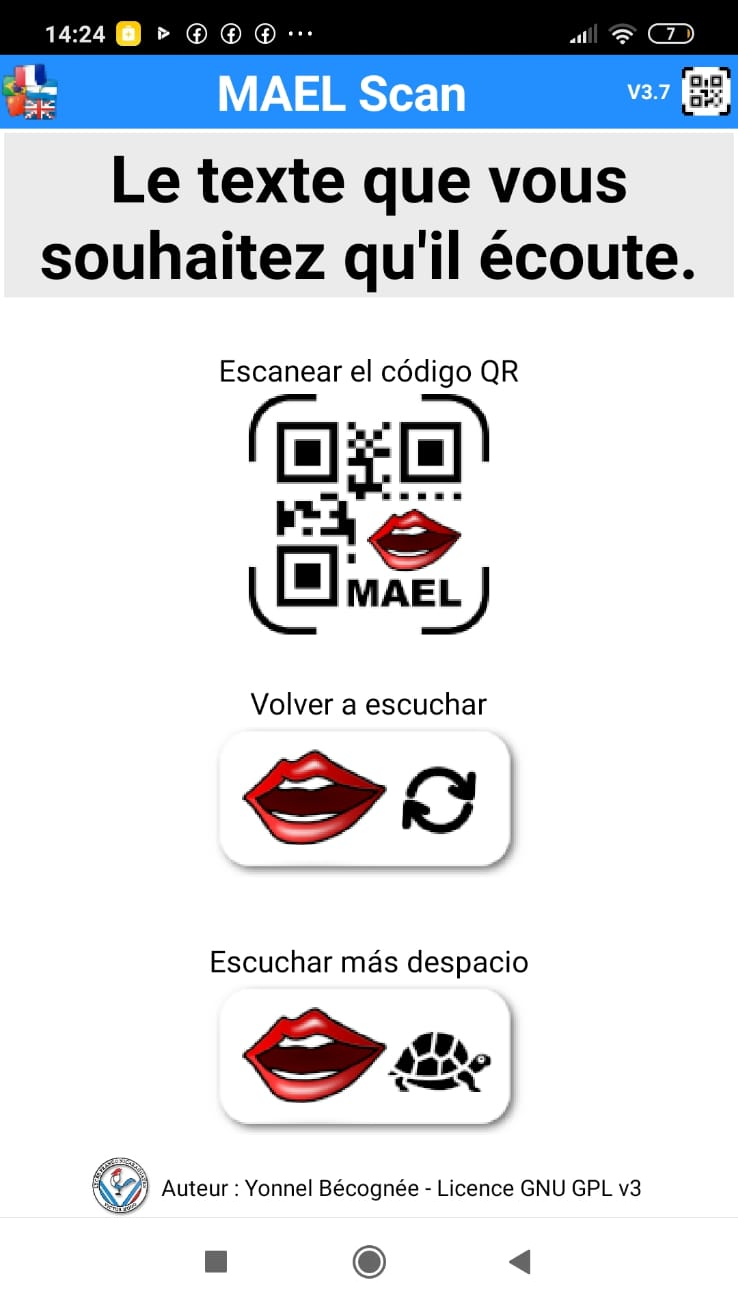 14:24
7
MAEL Scan
V3.7
Le texte que vous
souhaitez qu'il écoute.
Escanear el código QR
MAEL
Volver a escuchar
Escuchar más despacio
Auteur : Yonnel Bécognée - Licence GNU GPL v3